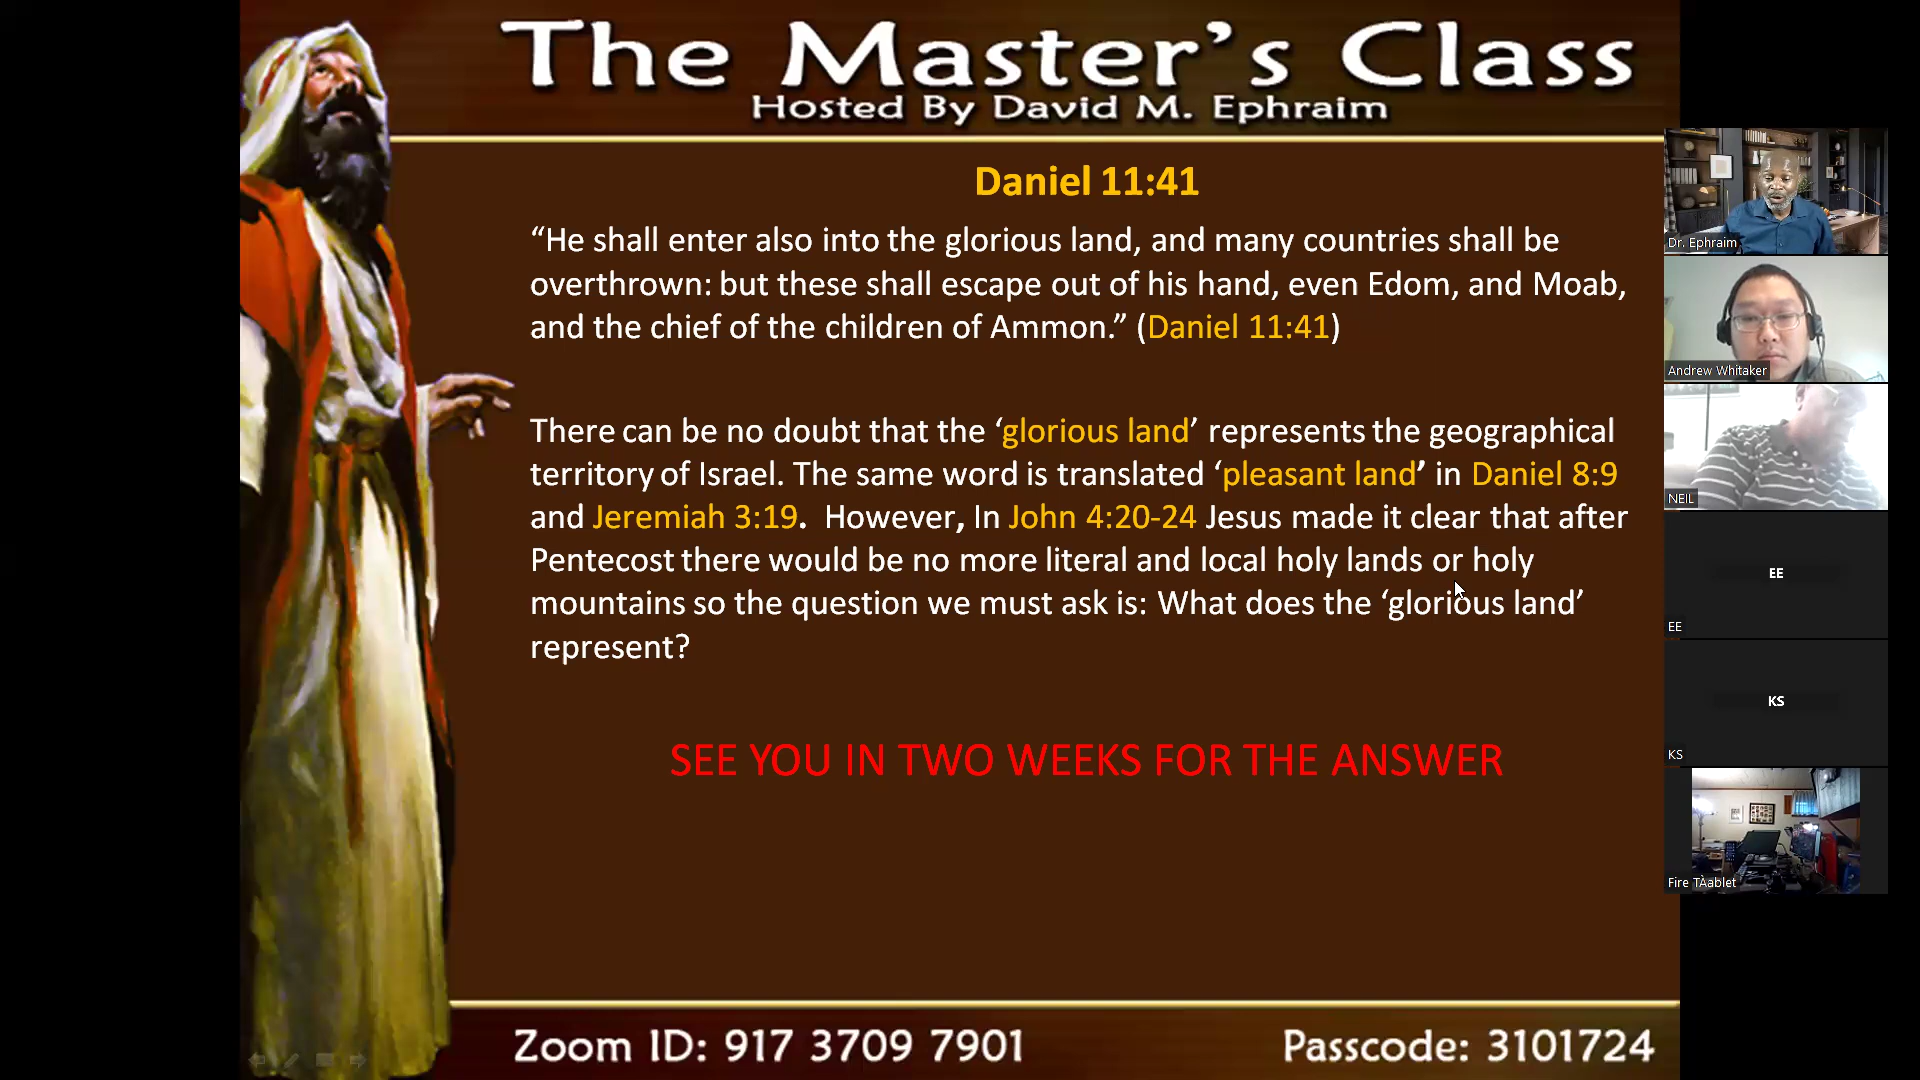 The Master's Class
Hosted By David M. Ephraim
Daniel 11:41
“He shall enter also into the glorious land, and many countries shall be
overthrown: but these shall escape out of his hand, even Edom, and Moab,
and the chief of the children of Ammon.” (Daniel 11:41)
There can be no doubt that the ‘glorious land’ represents the geographical
territory of Israel. The same word is translated ‘pleasant land’ in Daniel 8:9
and Jeremiah 3:19. However, In John 4:20-24 Jesus made it clear that after
Pentecost there would be no more literal and local holy lands or holy
mountains so the question we must ask is: What does the ‘glorious land’
represent?
SEE YOU IN TWO WEEKS FOR THE ANSWER
Zoom ID: 917 3709 7901
Passcode: 3101724
Dr. Ephraim
Andrew Whitaker
NEIL
EE
EE
KS
KS
Fire TÀablet